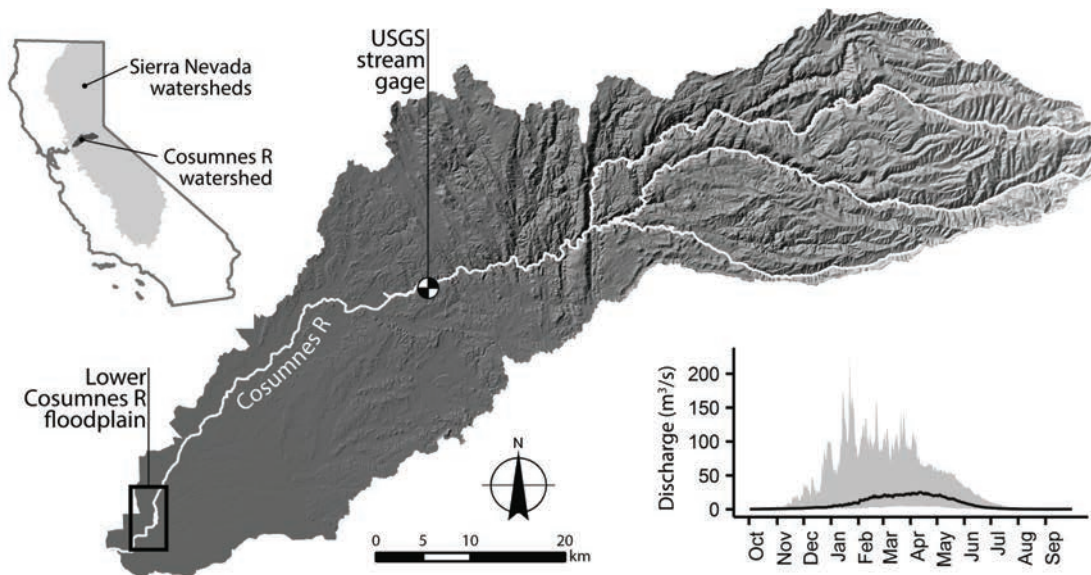 Sierra Nevada
watersheds
Cosumnes R
watershed
USGS
stream
gage
Cosumnes R
Lower
Cosumnes R
floodplain
N
0 5 10 20
km
Discharge (m³/s)
200
150
100
50
0
Oct
Nov
Dec
Jan
Feb
Mar
Apr
May
Jun
Jul
Aug
Sep